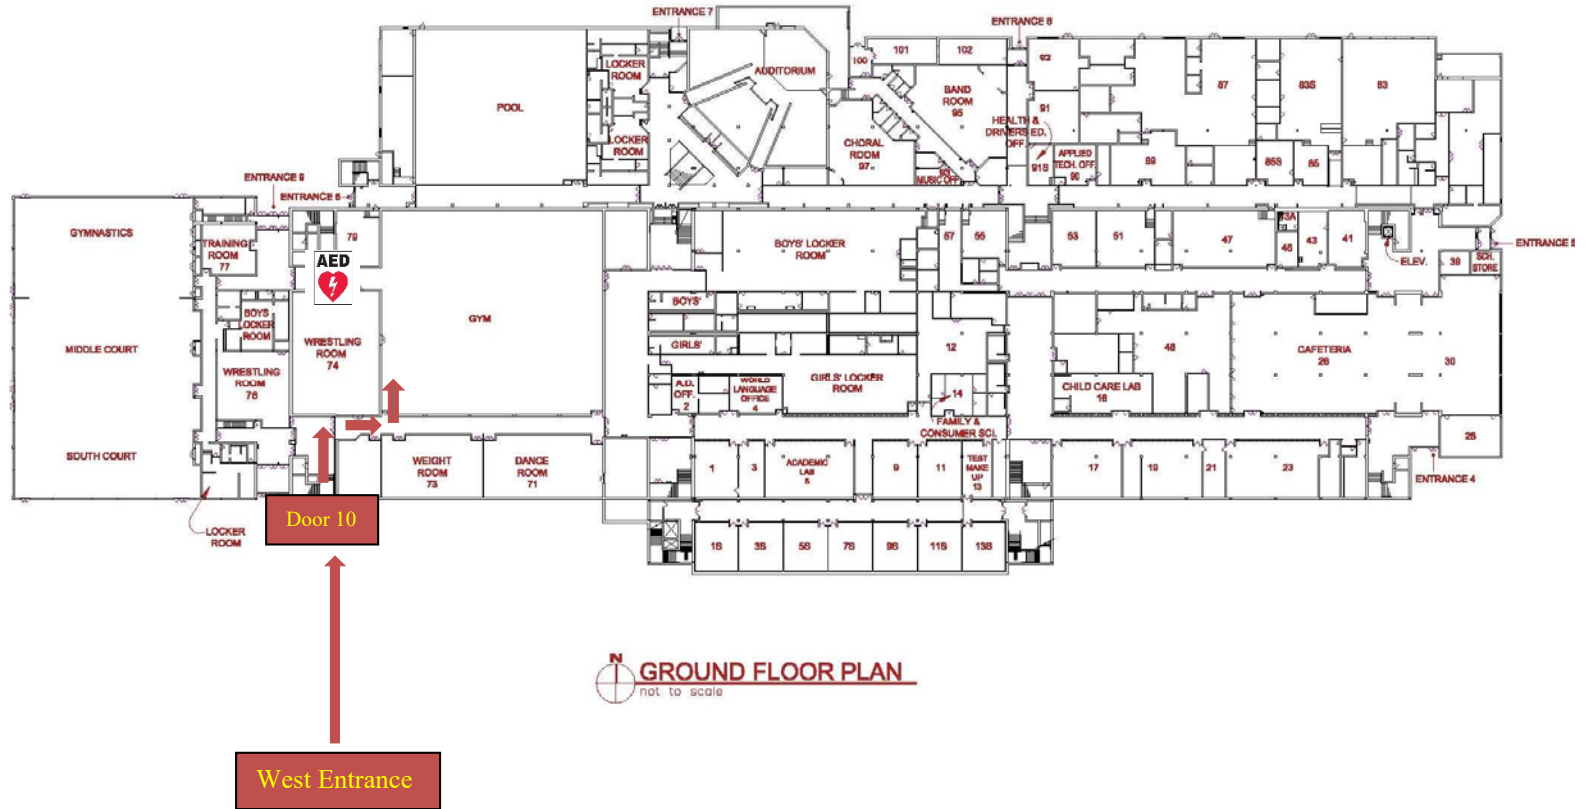 ENTRANCE 7
ENTRANCE 6
101
102
100
92
LOCKER
ROOM
AUDITORIUM
POOL
BAND
ROOM
95
87
83S
83
91
HEALTH &
DRIVERS ED.
OFF.
LOCKER
ROOM
CHORAL
ROOM
97
93
MUSIC OFF.
91S
APPLIED
TECH. OFF.
90
89
85S
85
ENTRANCE 9
ENTRANCE 8
GYMNASTICS
TRAINING
ROOM
77
79
AED
BOYS' LOCKER
ROOM
57
55
53
51
47
43A
45
43
41
ELEV.
39
SCH.
STORE
ENTRANCE 5
BOYS
LOCKER
ROOM
GYM
BOYS'
MIDDLE COURT
WRESTLING
ROOM
74
GIRLS'
12
48
CAFETERIA
26
30
WRESTLING
ROOM
76
A.D.
OFF.
2
WORLD
LANGUAGE
OFFICE
4
GIRLS' LOCKER
ROOM
14
CHILD CARE LAB
16
FAMILY &
CONSUMER SCI.
25
SOUTH COURT
WEIGHT
ROOM
73
DANCE
ROOM
71
1
3
ACADEMIC
LAB
5
9
11
TEST
MAKE
UP
13
17
19
21
23
ENTRANCE 4
LOCKER
ROOM
Door 10
1S
3S
5S
7S
9S
11S
13S
N
GROUND FLOOR PLAN
not to scale
West Entrance